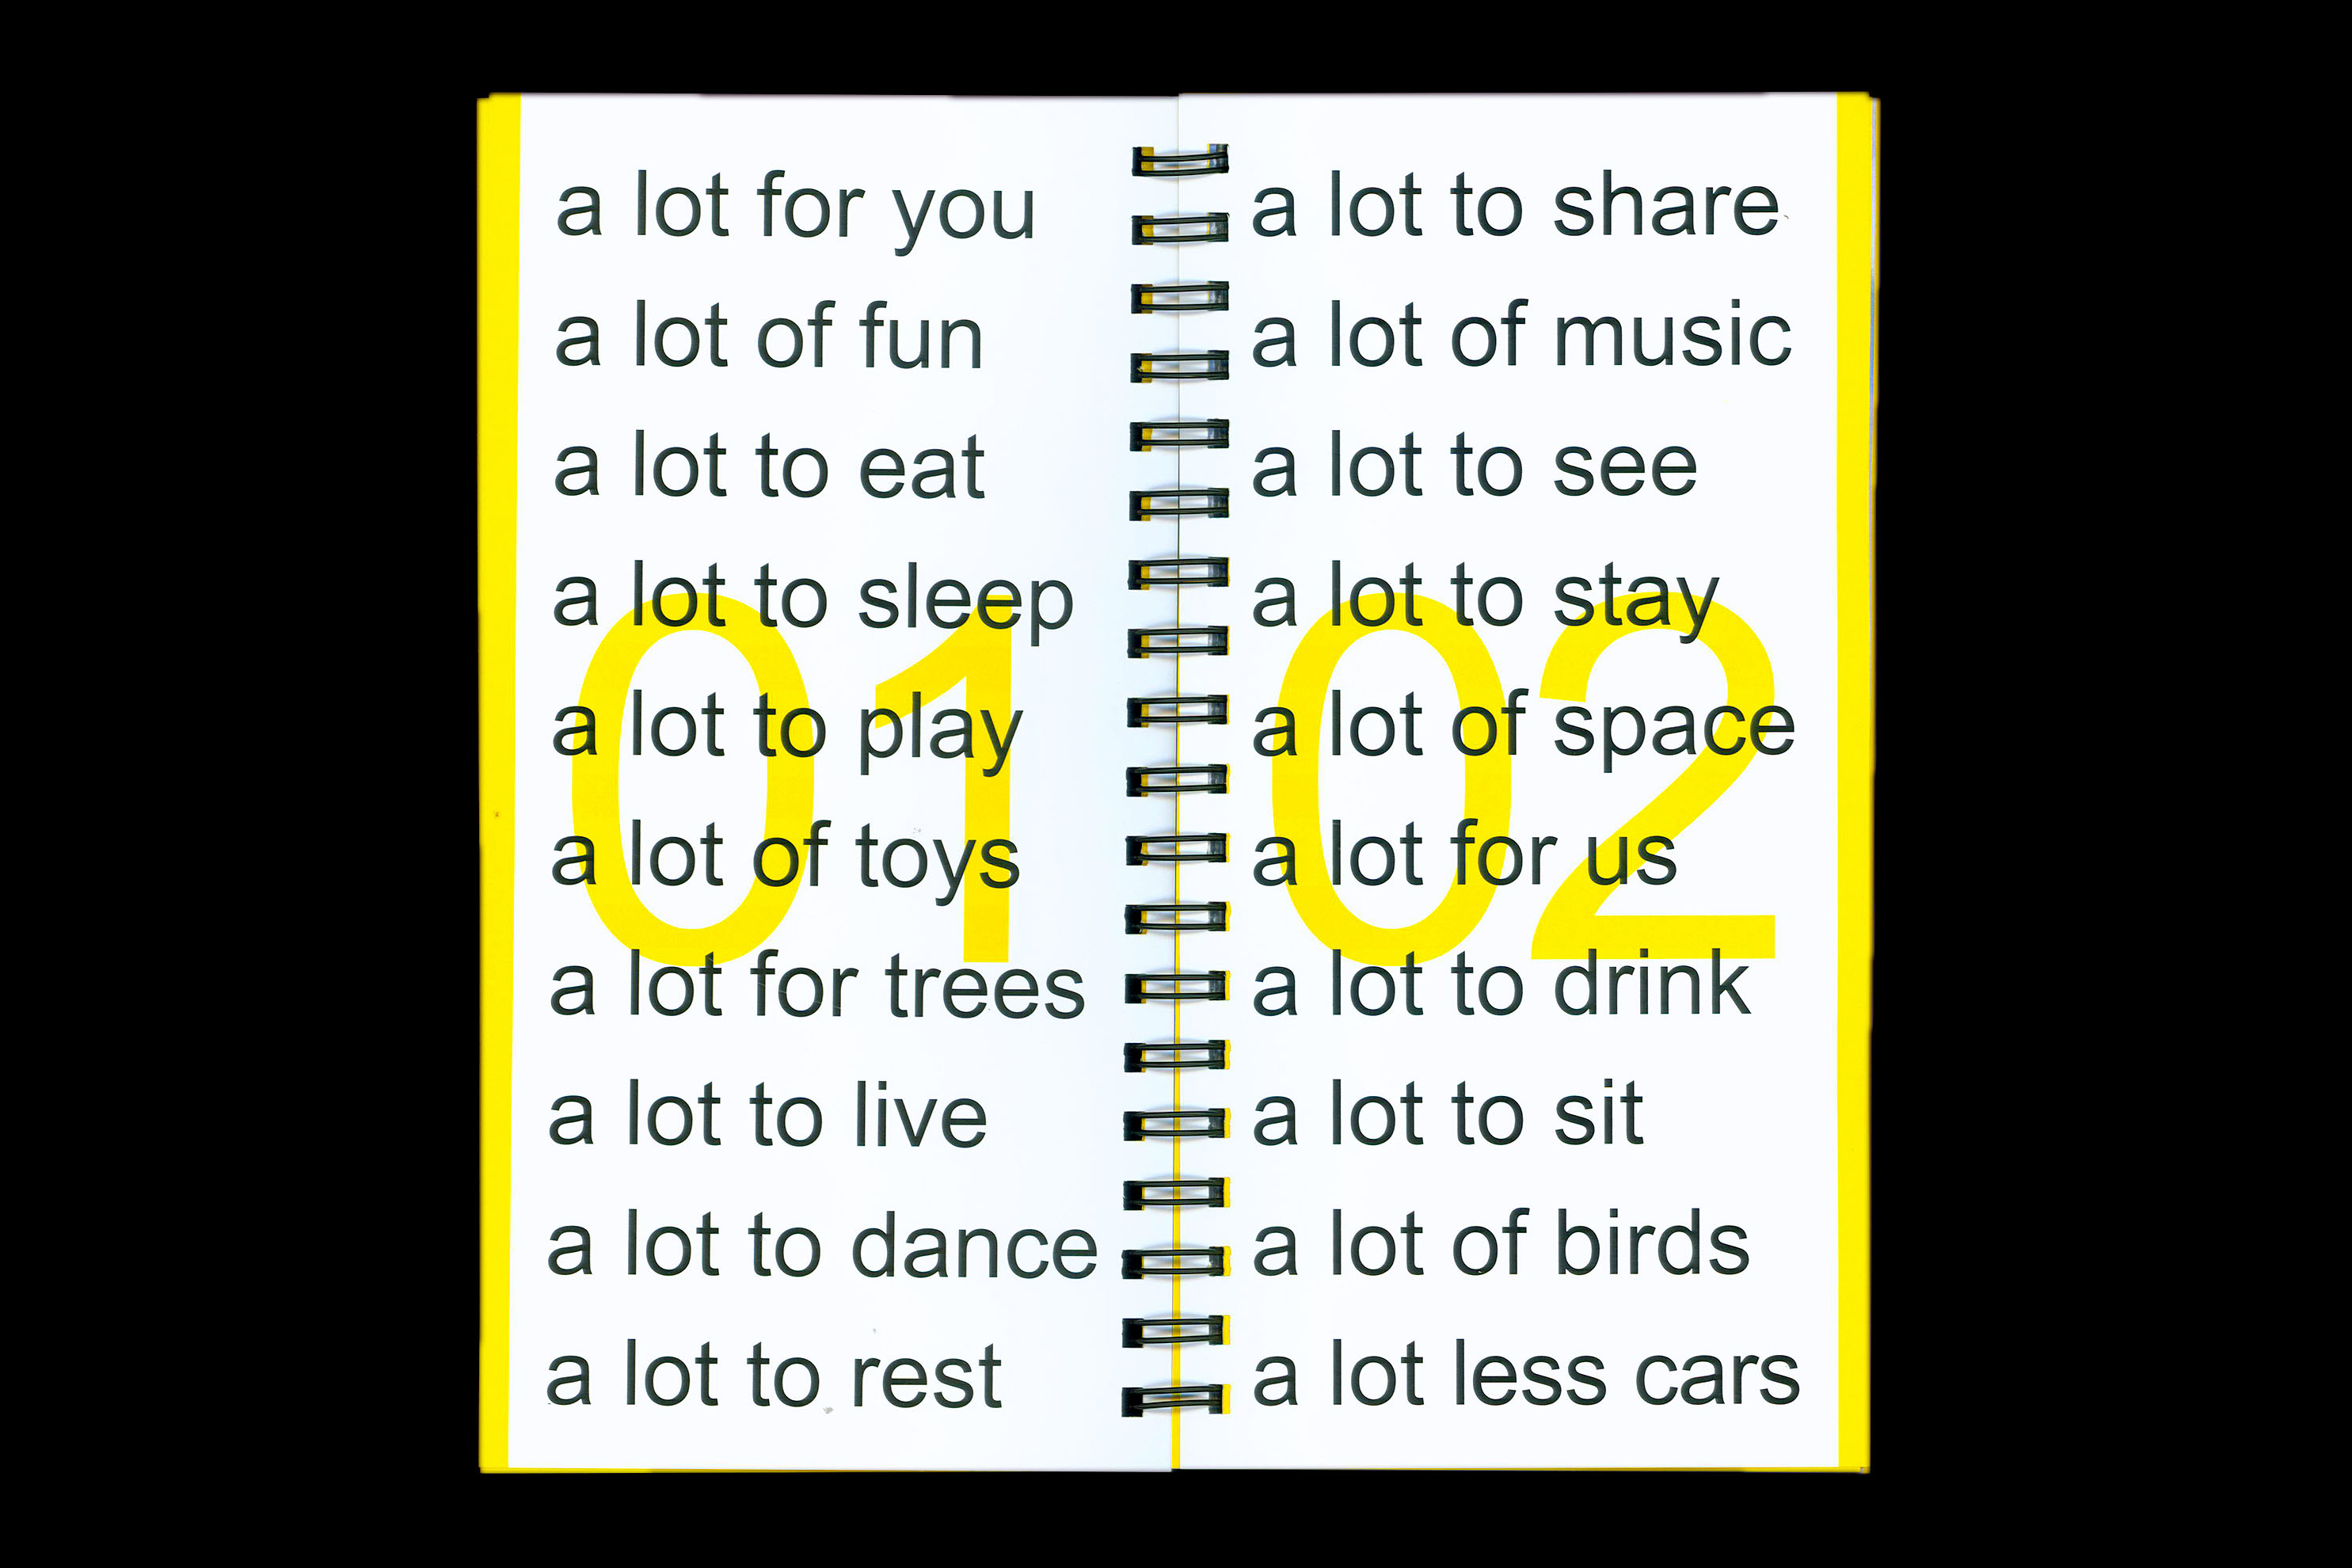 a lot for you
a lot of fun
a lot to eat
a lot to sleep
a lot to play
a lot of toys
a lot for trees
a lot to live
a lot to dance
a lot to rest
01
a lot to share
a lot of music
a lot to see
a lot to stay
a lot of space
a lot for us
a lot to drink
a lot to sit
a lot of birds
a lot less cars
02